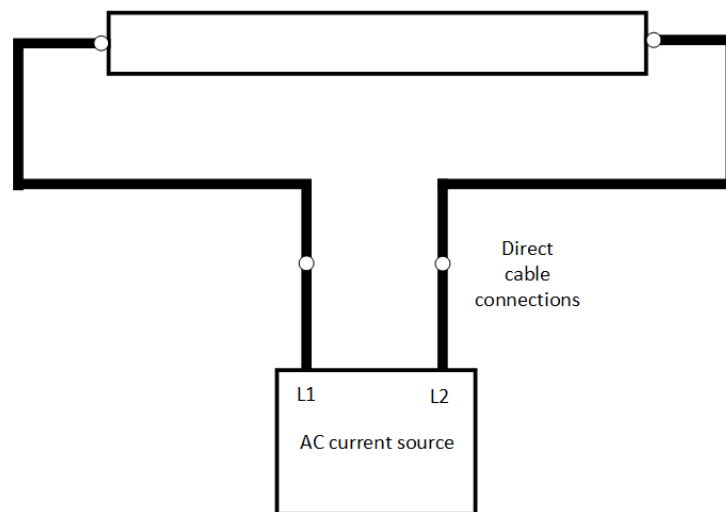 Direct
cable
connections
L1
L2
AC current source